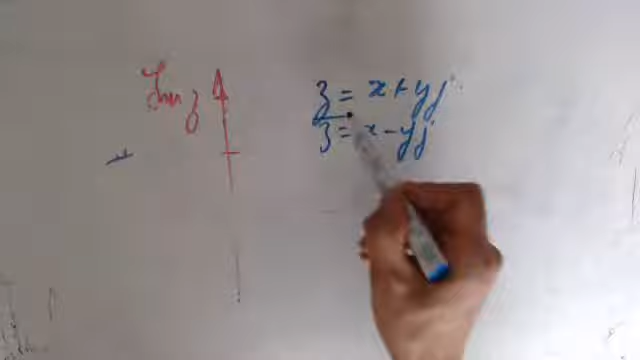 Im z
z = x + yj
z̅ = x - yj